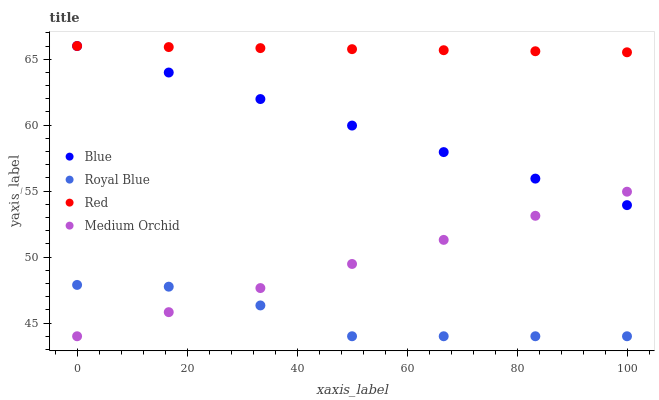 title
yaxis_label
65
60
55
50
45
Blue
Royal Blue
Red
Medium Orchid
0 20 40 60 80 100
xaxis_label